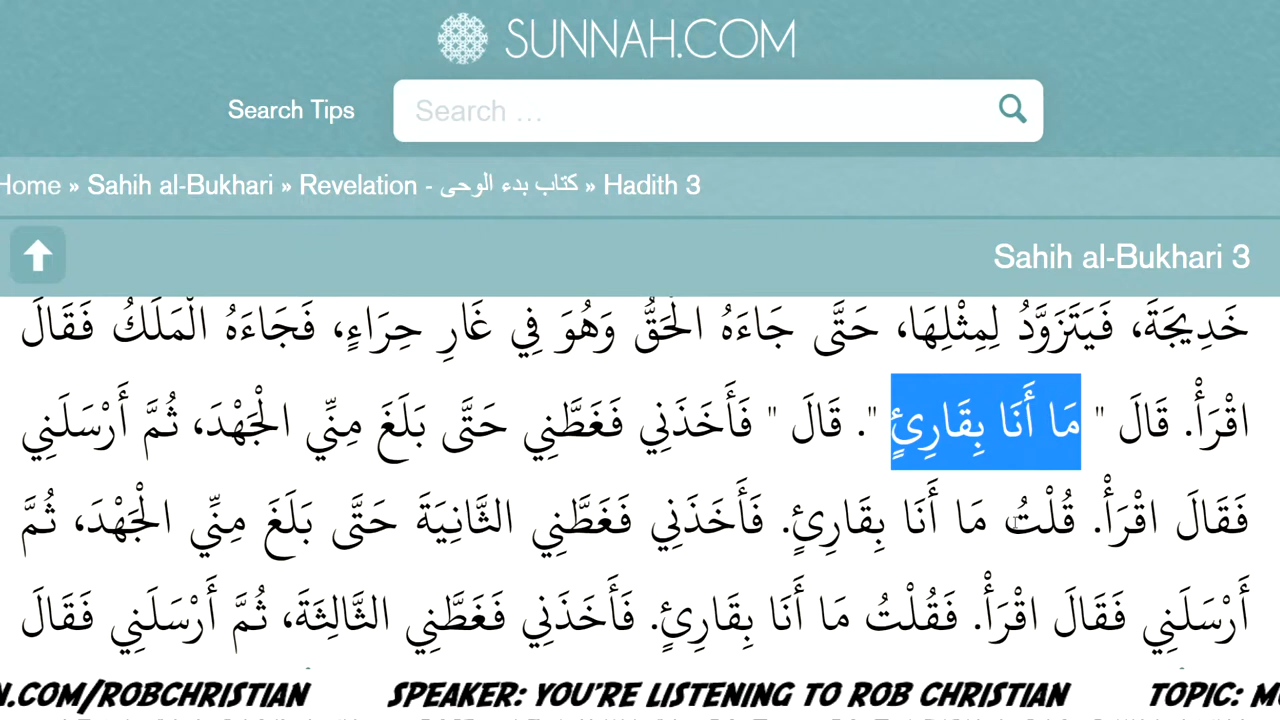 SUNNAH.COM
Search Tips Search ...
Home » Sahih al-Bukhari » Revelation - كتاب بدء الوحى » Hadith 3
Sahih al-Bukhari 3
خَدِيجَةَ، فَيَتَزَوَّدُ لِمِثْلِهَا، حَتَّى جَاءَهُ الْحَقُّ وَهُوَ فِي غَارِ حِرَاءٍ، فَجَاءَهُ الْمَلَكُ فَقَالَ
اقْرَأْ. قَالَ " مَا أَنَا بِقَارِئٍ ". قَالَ " فَأَخَذَنِي فَغَطَّنِي حَتَّى بَلَغَ مِنِّي الْجَهْدَ، ثُمَّ أَرْسَلَنِي
فَقَالَ اقْرَأْ. قُلْتُ مَا أَنَا بِقَارِئٍ. فَأَخَذَنِي فَغَطَّنِي الثَّانِيَةَ حَتَّى بَلَغَ مِنِّي الْجَهْدَ، ثُمَّ
أَرْسَلَنِي فَقَالَ اقْرَأْ. فَقُلْتُ مَا أَنَا بِقَارِئٍ. فَأَخَذَنِي فَغَطَّنِي الثَّالِثَةَ، ثُمَّ أَرْسَلَنِي فَقَالَ
N.COM/ROBCHRISTIAN SPEAKER: YOU'RE LISTENING TO ROB CHRISTIAN TOPIC: